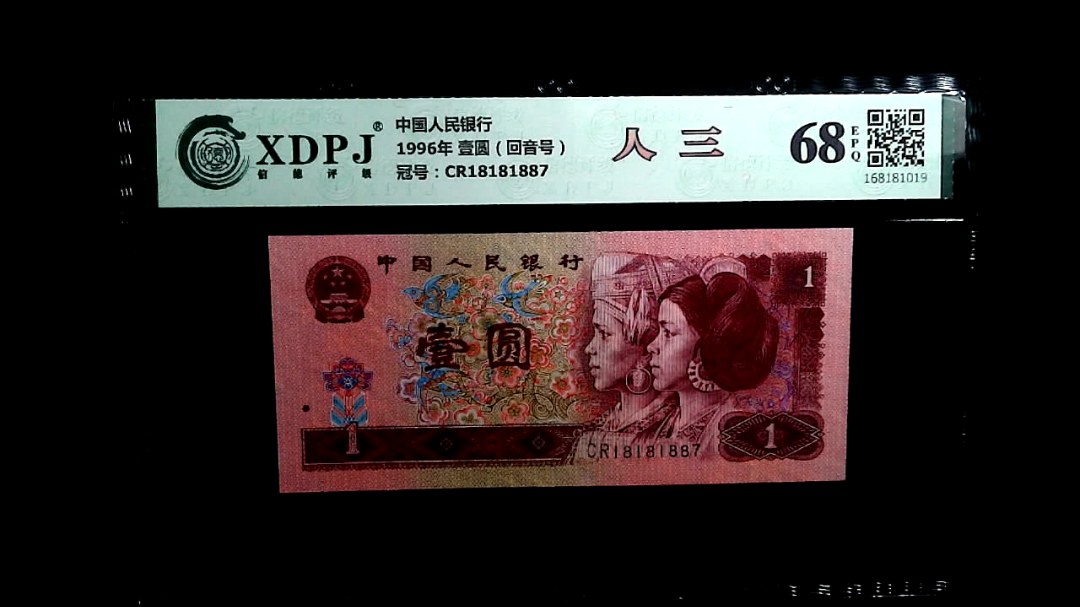 XDPJ®
信德评级
中国人民银行
1996年 壹圆（回音号）
冠号：CR18181887
人三
68 EPQ
168181019
中国人民银行
1
壹圆
1
CR18181887
1